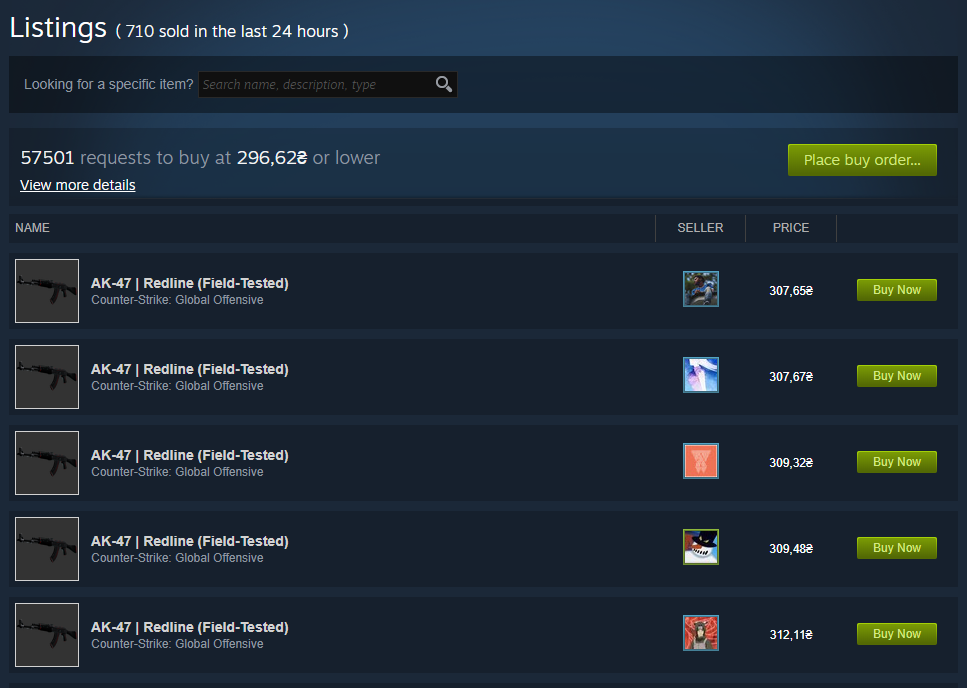 Listings ( 710 sold in the last 24 hours )
Looking for a specific item? Search name, description, type
57501 requests to buy at 296,62₴ or lower
Place buy order...
View more details
NAME SELLER PRICE
AK-47 | Redline (Field-Tested)
Counter-Strike: Global Offensive
307,65₴ Buy Now
AK-47 | Redline (Field-Tested)
Counter-Strike: Global Offensive
307,67₴ Buy Now
AK-47 | Redline (Field-Tested)
Counter-Strike: Global Offensive
309,32₴ Buy Now
AK-47 | Redline (Field-Tested)
Counter-Strike: Global Offensive
309,48₴ Buy Now
AK-47 | Redline (Field-Tested)
Counter-Strike: Global Offensive
312,11₴ Buy Now